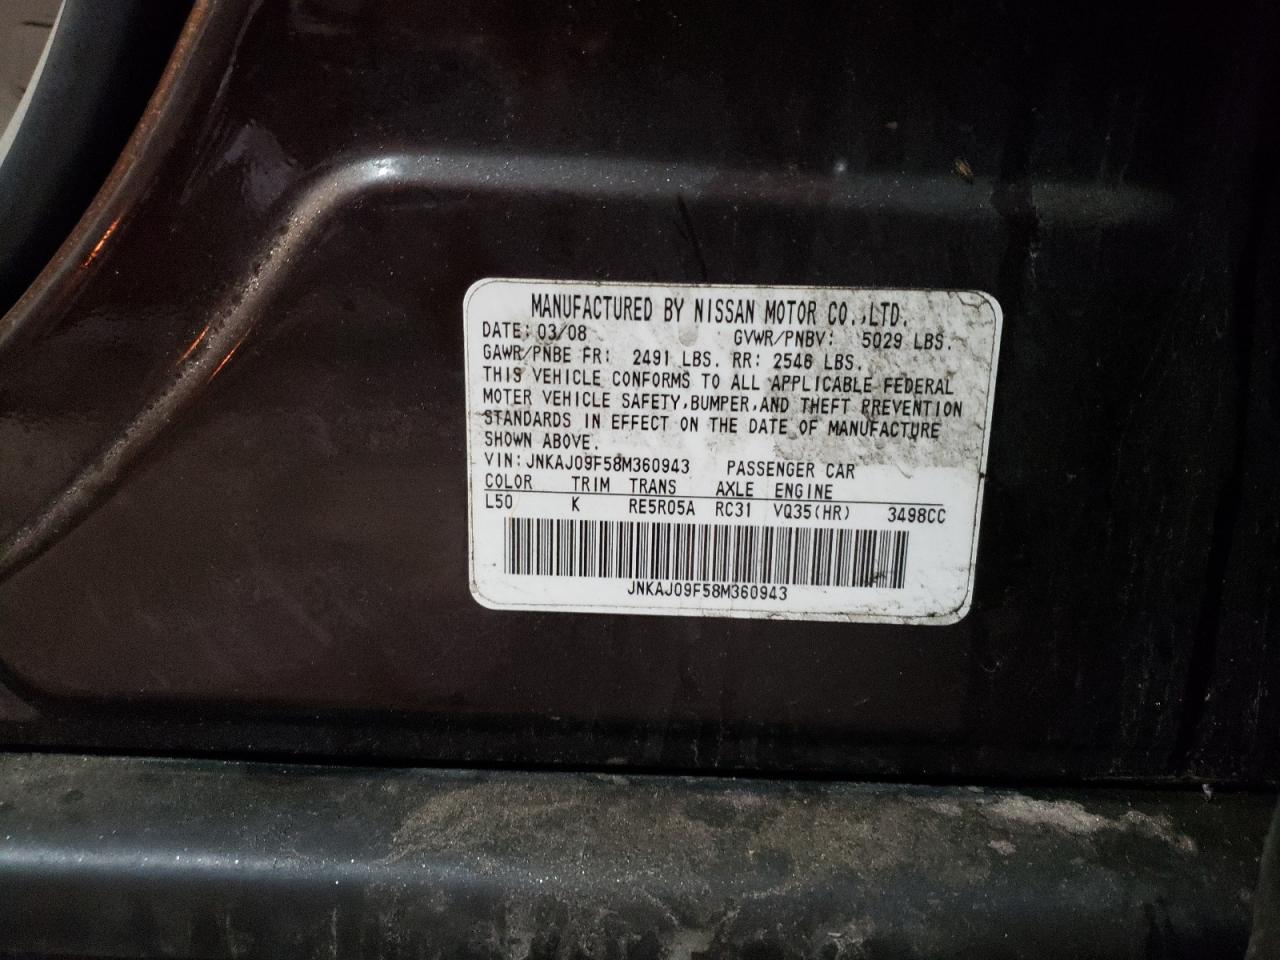 MANUFACTURED BY NISSAN MOTOR CO.,LTD.
DATE: 03/08 GVWR/PNBV: 5029 LBS.
GAWR/PNBE FR: 2491 LBS. RR: 2546 LBS.
THIS VEHICLE CONFORMS TO ALL APPLICABLE FEDERAL
MOTER VEHICLE SAFETY,BUMPER,AND THEFT PREVENTION
STANDARDS IN EFFECT ON THE DATE OF MANUFACTURE
SHOWN ABOVE.
VIN: JNKAJ09F58M360943 PASSENGER CAR
COLOR TRIM TRANS AXLE ENGINE
L50 K RE5R05A RC31 VQ35(HR) 3498CC
JNKAJ09F58M360943